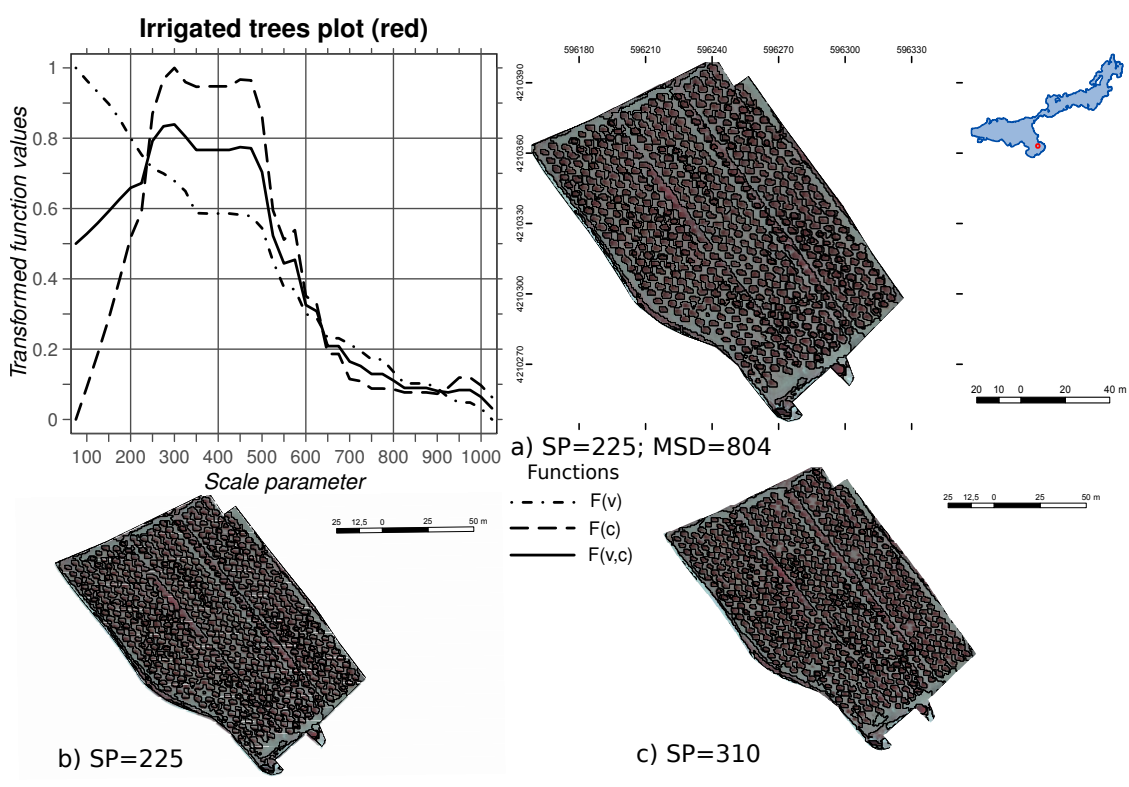 Irrigated trees plot (red)
1
0.8
0.6
0.4
0.2
0
Transformed function values
100 200 300 400 500 600 700 800 900 1000
Scale parameter
596180 596210 596240 596270 596300 596330
4210390
4210360
4210330
4210300
4210270
20 10 0 20 40 m
a) SP=225; MSD=804
Functions
F(v)
F(c)
F(v,c)
25 12,5 0 25 50 m
b) SP=225
25 12,5 0 25 50 m
c) SP=310